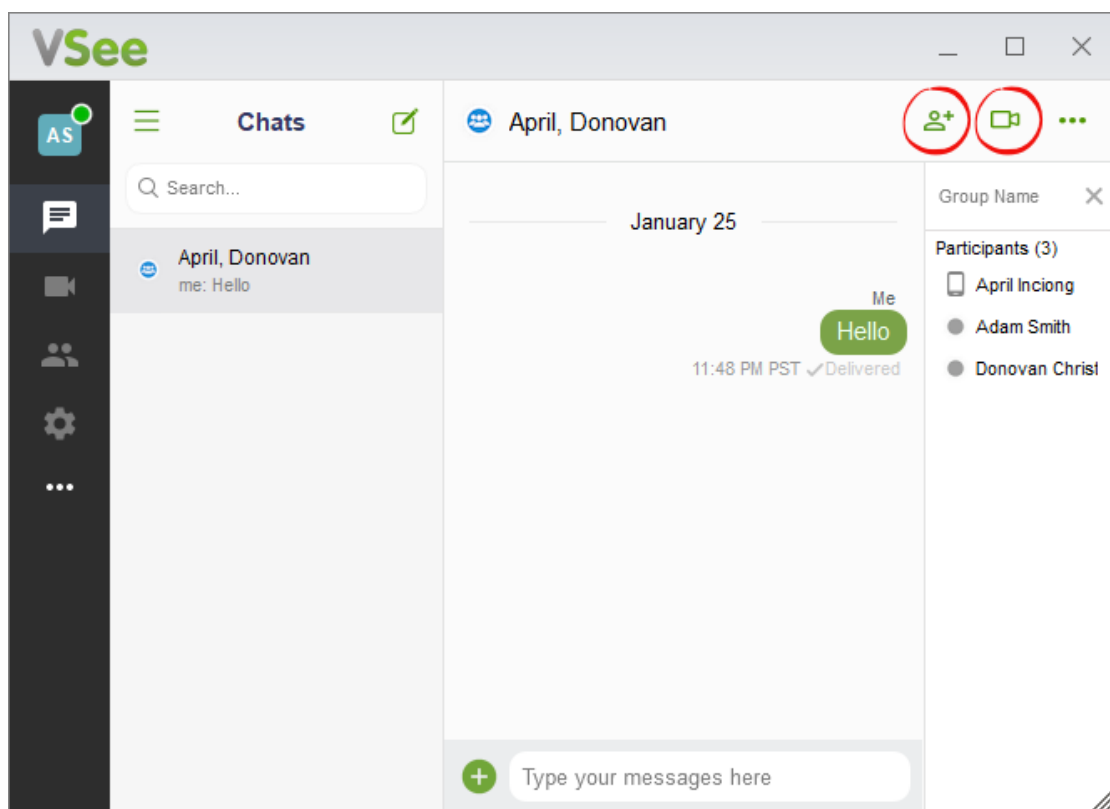 VSee
AS
Chats
Search...
April, Donovan
me: Hello
April, Donovan
January 25
Me
Hello
11:48 PM PST Delivered
Type your messages here
Group Name
Participants (3)
April Inciong
Adam Smith
Donovan Christ